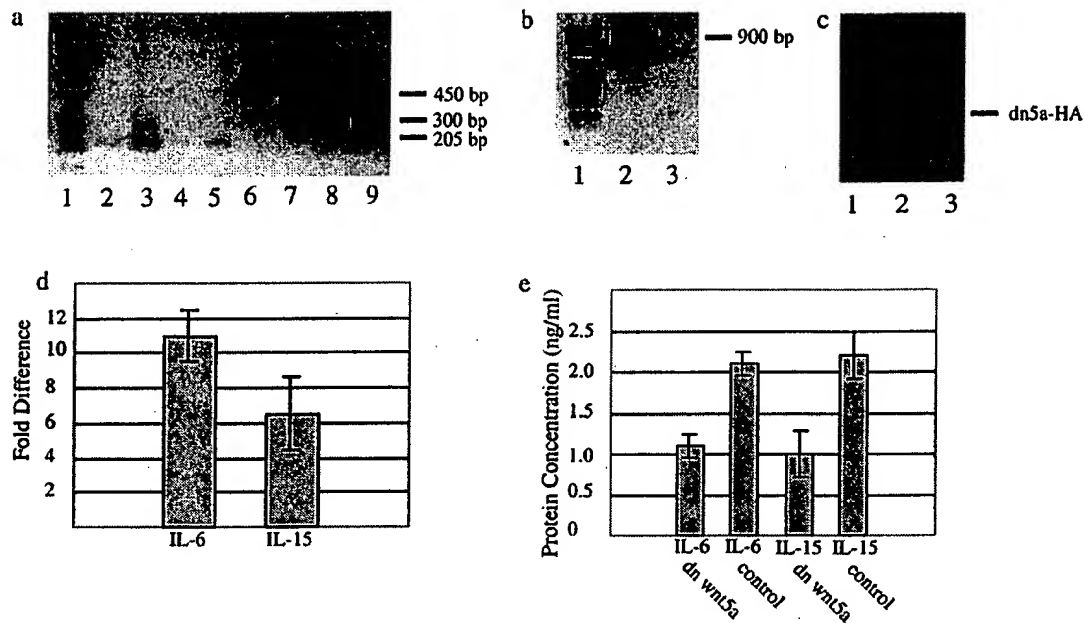 a
450 bp
300 bp
205 bp
1 2 3 4 5 6 7 8 9
b
900 bp
1 2 3
c
dn5a-HA
1 2 3
d
Fold Difference
12
10
8
6
4
2
IL-6 IL-15
e
Protein Concentration (ng/ml)
2.5
2.0
1.5
1.0
0.5
0
IL-6 IL-6 IL-15 IL-15
dn wnt5a control dn wnt5a control